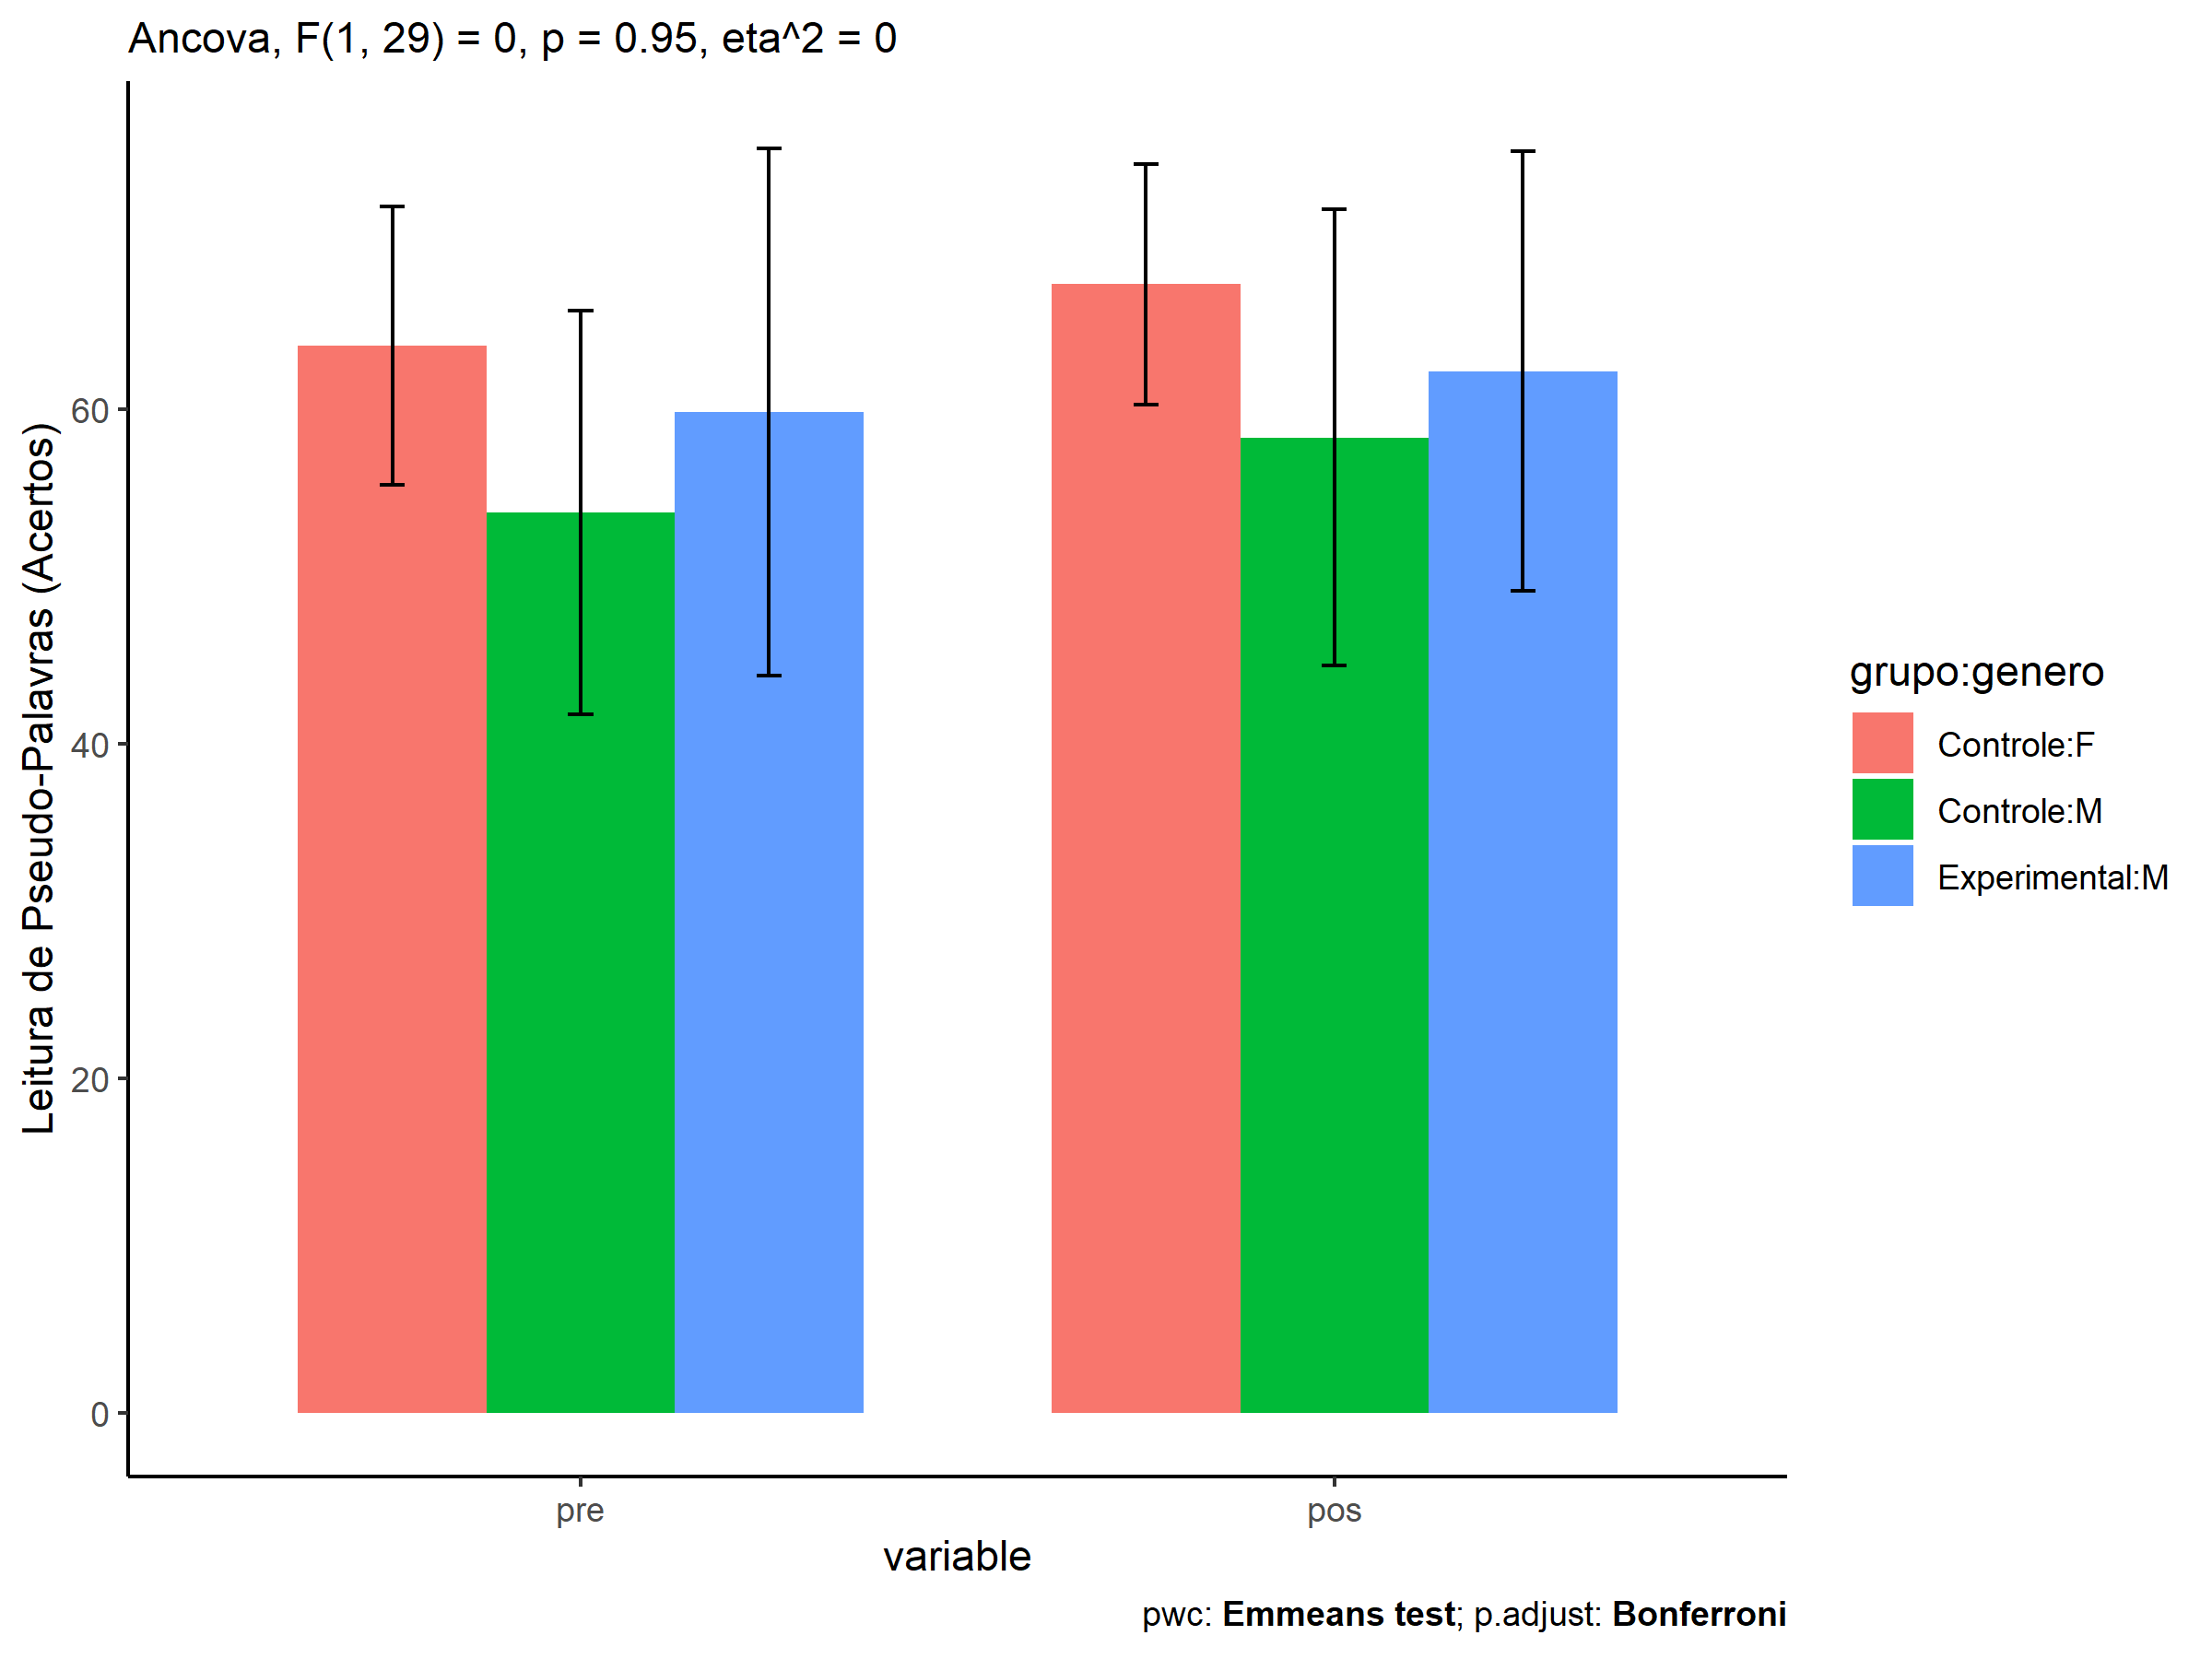 Ancova, F(1, 29) = 0, p = 0.95, eta^2 = 0
Leitura de Pseudo-Palavras (Acertos)
60
40
20
0
pre
pos
variable
grupo:genero
Controle:F
Controle:M
Experimental:M
pwc: Emmeans test; p.adjust: Bonferroni